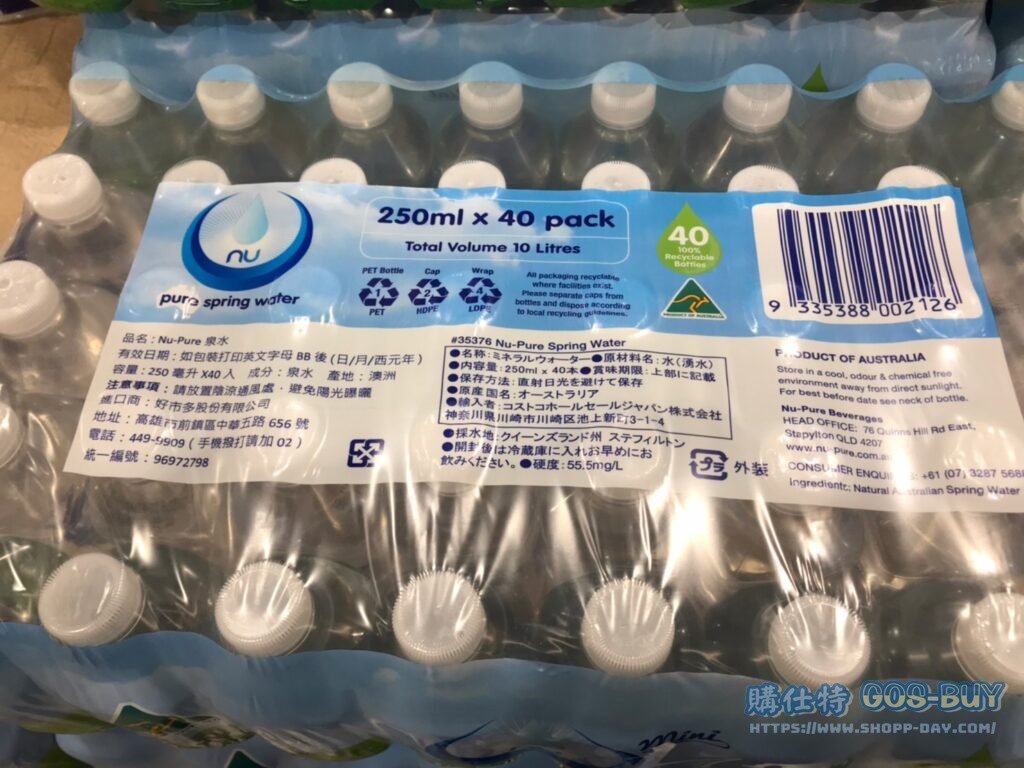 nu
pure spring water
250ml x 40 pack
Total Volume 10 Litres
PET Bottle
PET
Cap
2
HDPE
Wrap
4
LDPE
All packaging recyclable
where facilities exist.
Please separate caps from
bottles and dispose according
to local recycling guidelines.
40
100%
Recyclable
Bottles
PRODUCT OF AUSTRALIA
9 335388 002126
品名：Nu-Pure 泉水
有效日期：如包裝打印英文字母 BB 後（日/月/西元年）
容量：250 毫升 X40入 成分：泉水 產地：澳洲
注意事項：請放置陰涼通風處，避免陽光曝曬
進口商：好市多股份有限公司
地址：高雄市前鎮區中華五路 656 號
電話：449-9909（手機撥打請加 02）
統一編號：96972798
#35376 Nu-Pure Spring Water
●名称：ミネラルウォーター●原材料名：水（湧水）
●内容量：250ml x 40本●賞味期限：上部に記載
●保存方法：直射日光を避けて保存
●原産国名：オーストラリア
●輸入者：コストコホールセールジャパン株式会社
神奈川県川崎市川崎区池上新町3-1-4
●採水地：クイーンズランド州 ステフィルトン
●開封後は冷蔵庫に入れお早めにお
飲みください。●硬度：55.5mg/L
プラ 外装
PRODUCT OF AUSTRALIA
Store in a cool, odour & chemical free
environment away from direct sunlight.
For best before date see neck of bottle.
Nu-Pure Beverages
HEAD OFFICE: 76 Quinns Hill Rd East,
Stapylton QLD 4207
www.nu-pure.com.au
CONSUMER ENQUIRIES: +61 (07) 3287 568
Ingredients: Natural Australian Spring Water
mini
購仕特 GOS-BUY
HTTPS://WWW.SHOPP-DAY.COM/